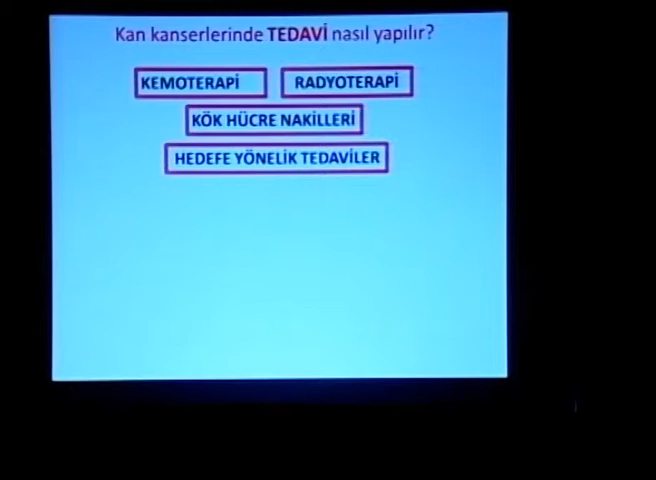 Kan kanserlerinde TEDAVİ nasıl yapılır?
KEMOTERAPİ RADYOTERAPİ
KÖK HÜCRE NAKİLLERİ
HEDEFE YÖNELİK TEDAVİLER